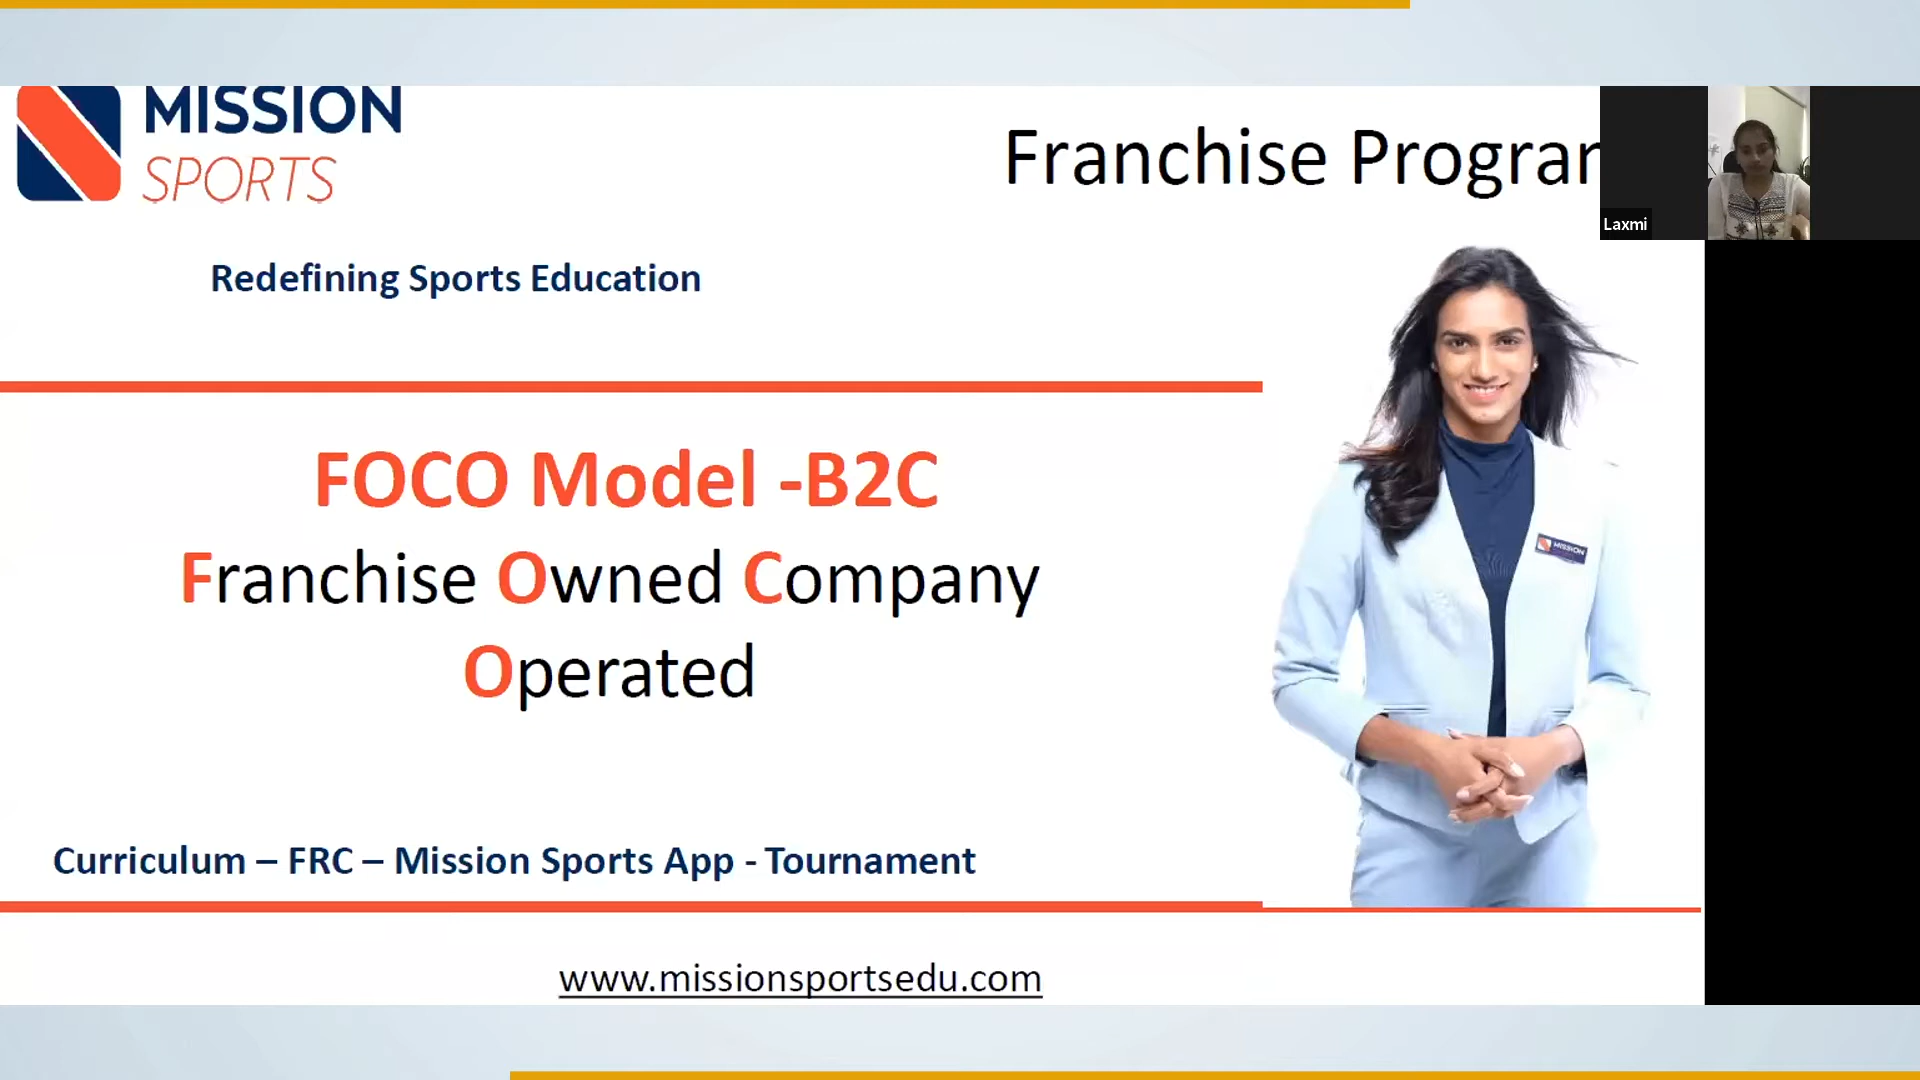 MISSION
SPORTS
Franchise Progra
Laxmi
Redefining Sports Education
FOCO Model -B2C
Franchise Owned Company
Operated
MISSION
Curriculum – FRC – Mission Sports App - Tournament
www.missionsportsedu.com